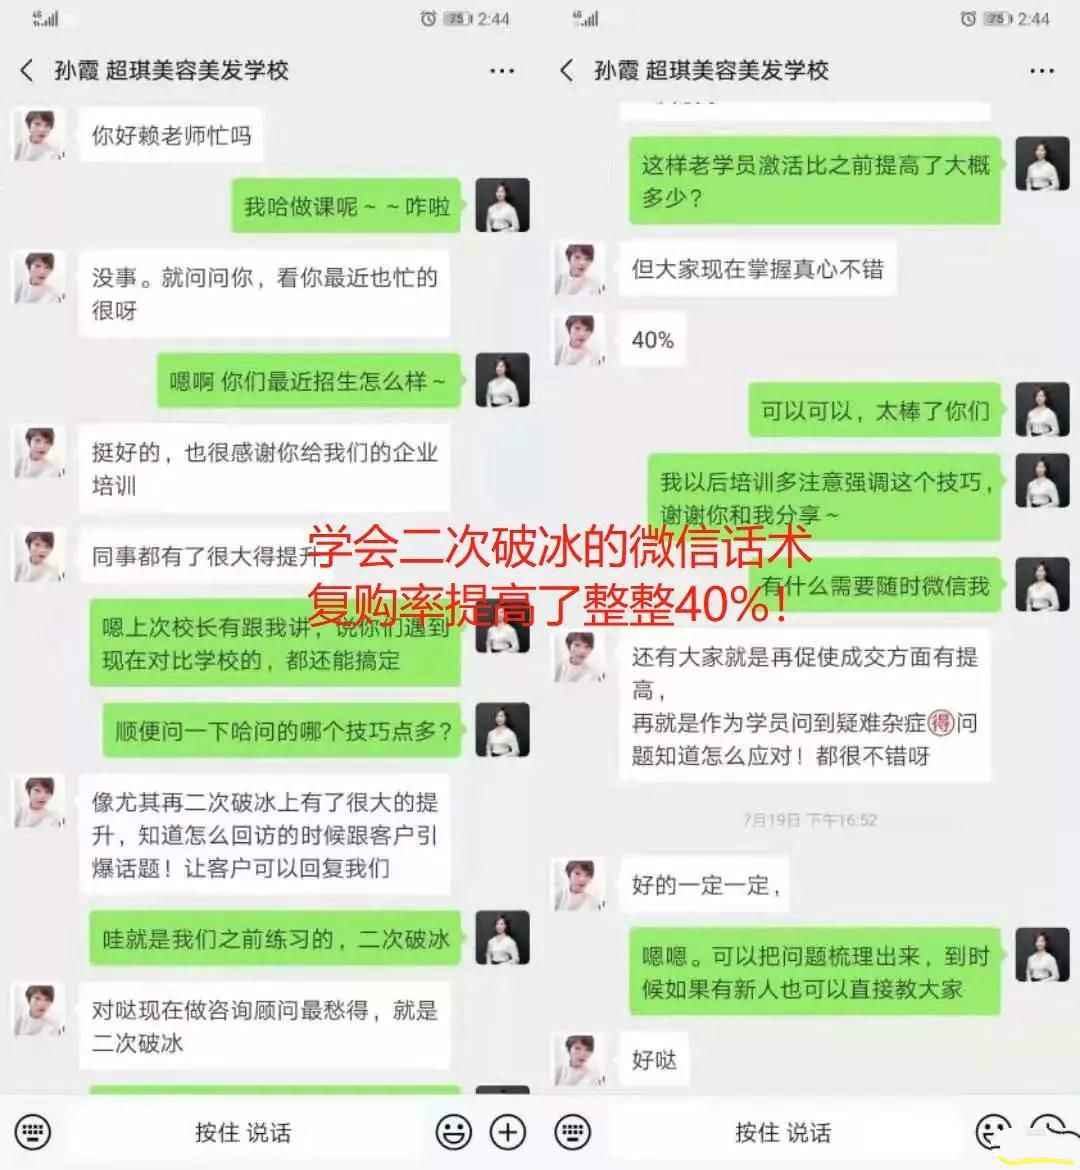 2:44
孙霞 超琪美容美发学校
你好赖老师忙吗
我哈做课呢~~咋啦
没事。就问问你，看你最近也忙的
很呀
嗯啊 你们最近招生怎么样~
挺好的，也很感谢你给我们的企业
培训
同事都有了很大得提升
嗯上次校长有跟我讲，说你们遇到
现在对比学校的，都还能搞定
顺便问一下哈问的哪个技巧点多？
像尤其再二次破冰上有了很大的提
升，知道怎么回访的时候跟客户引
爆话题！让客户可以回复我们
哇就是我们之前练习的，二次破冰
对哒现在做咨询顾问最愁得，就是
二次破冰
按住 说话
学会二次破冰的微信话术
复购率提高了整整40%！
2:44
孙霞 超琪美容美发学校
这样老学员激活比之前提高了大概
多少？
但大家现在掌握真心不错
40%
可以可以，太棒了你们
我以后培训多注意强调这个技巧，
谢谢你和我分享~
有什么需要随时微信我
还有大家就是再促使成交方面有提
高，
再就是作为学员问到疑难杂症得问
题知道怎么应对！都很不错呀
7月19日 下午16:52
好的一定一定，
嗯嗯。可以把问题梳理出来，到时
候如果有新人也可以直接教大家
好哒
按住 说话